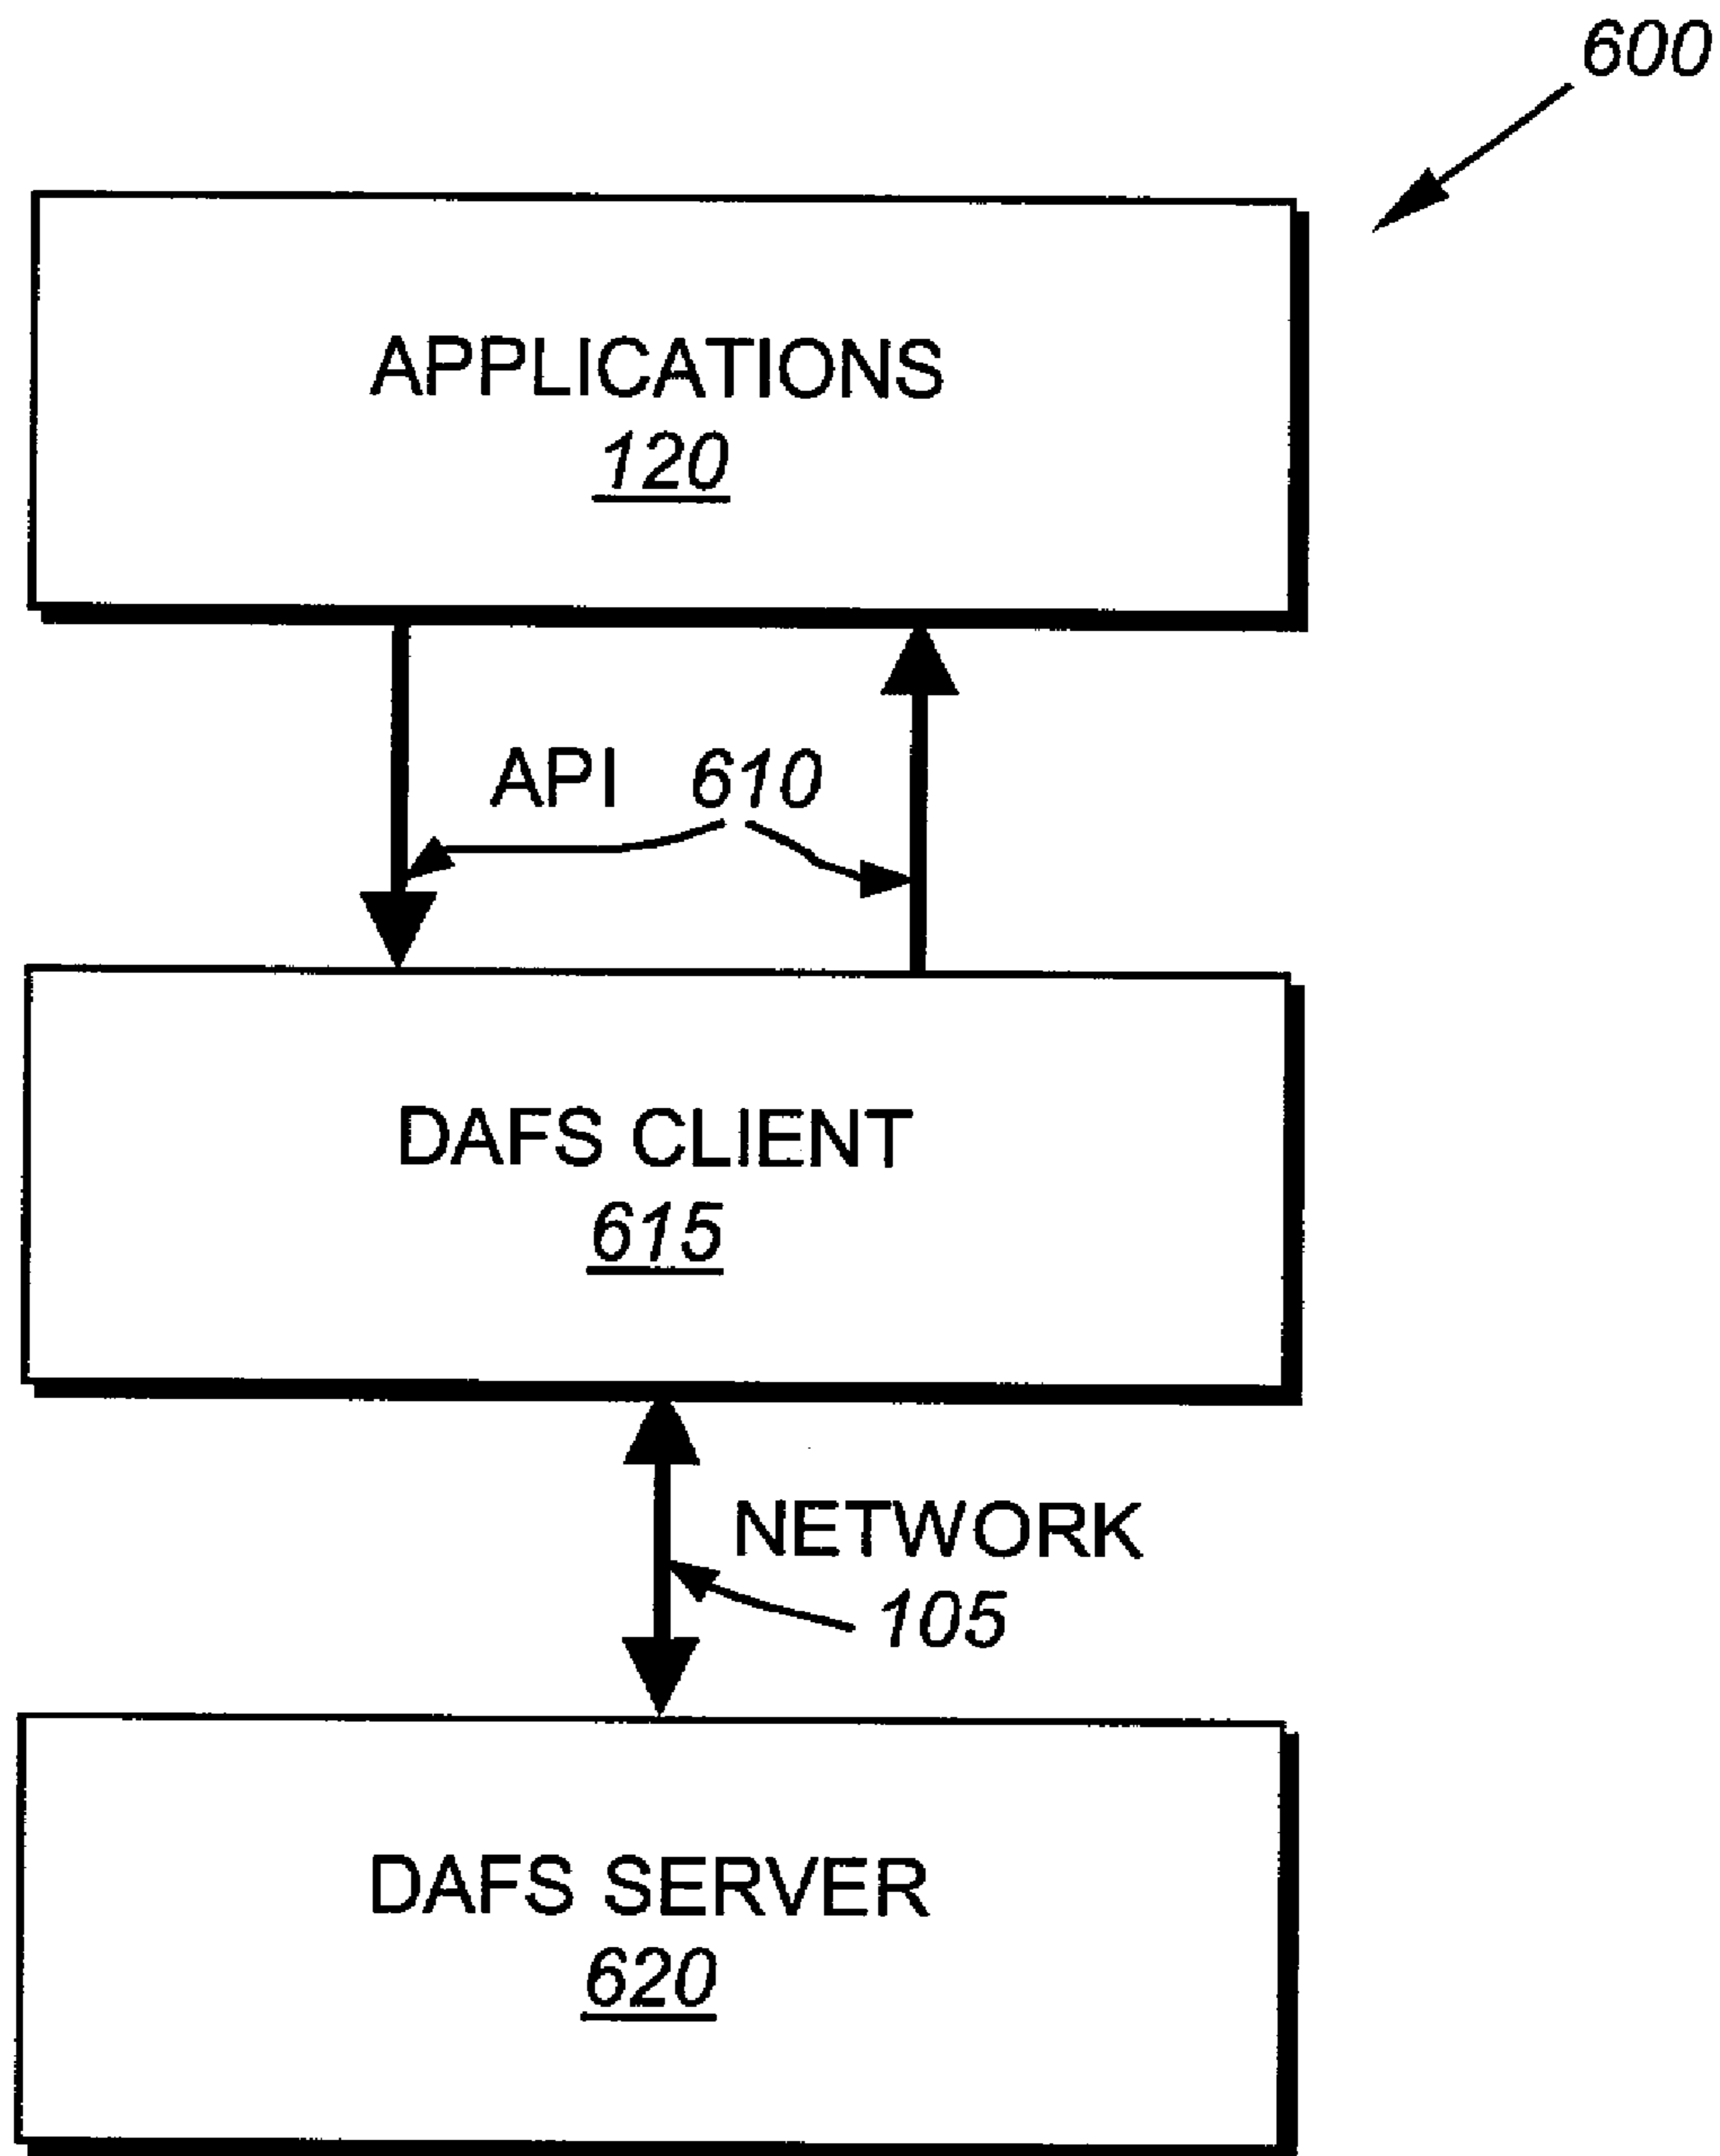 600
APPLICATIONS
120
API 610
DAFS CLIENT
615
NETWORK
105
DAFS SERVER
620